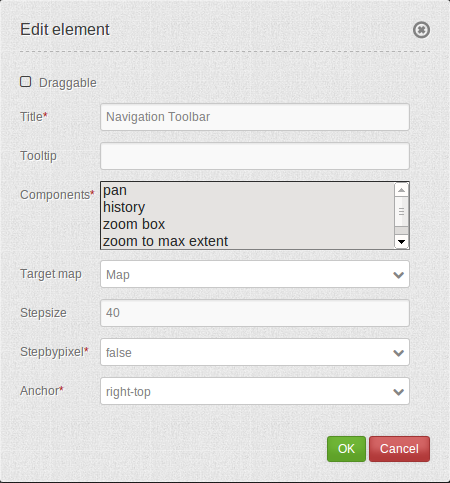 Edit element
Draggable
Title* Navigation Toolbar
Tooltip
Components* pan
history
zoom box
zoom to max extent
Target map Map
Stepsize 40
Stepbypixel* false
Anchor* right-top
OK Cancel